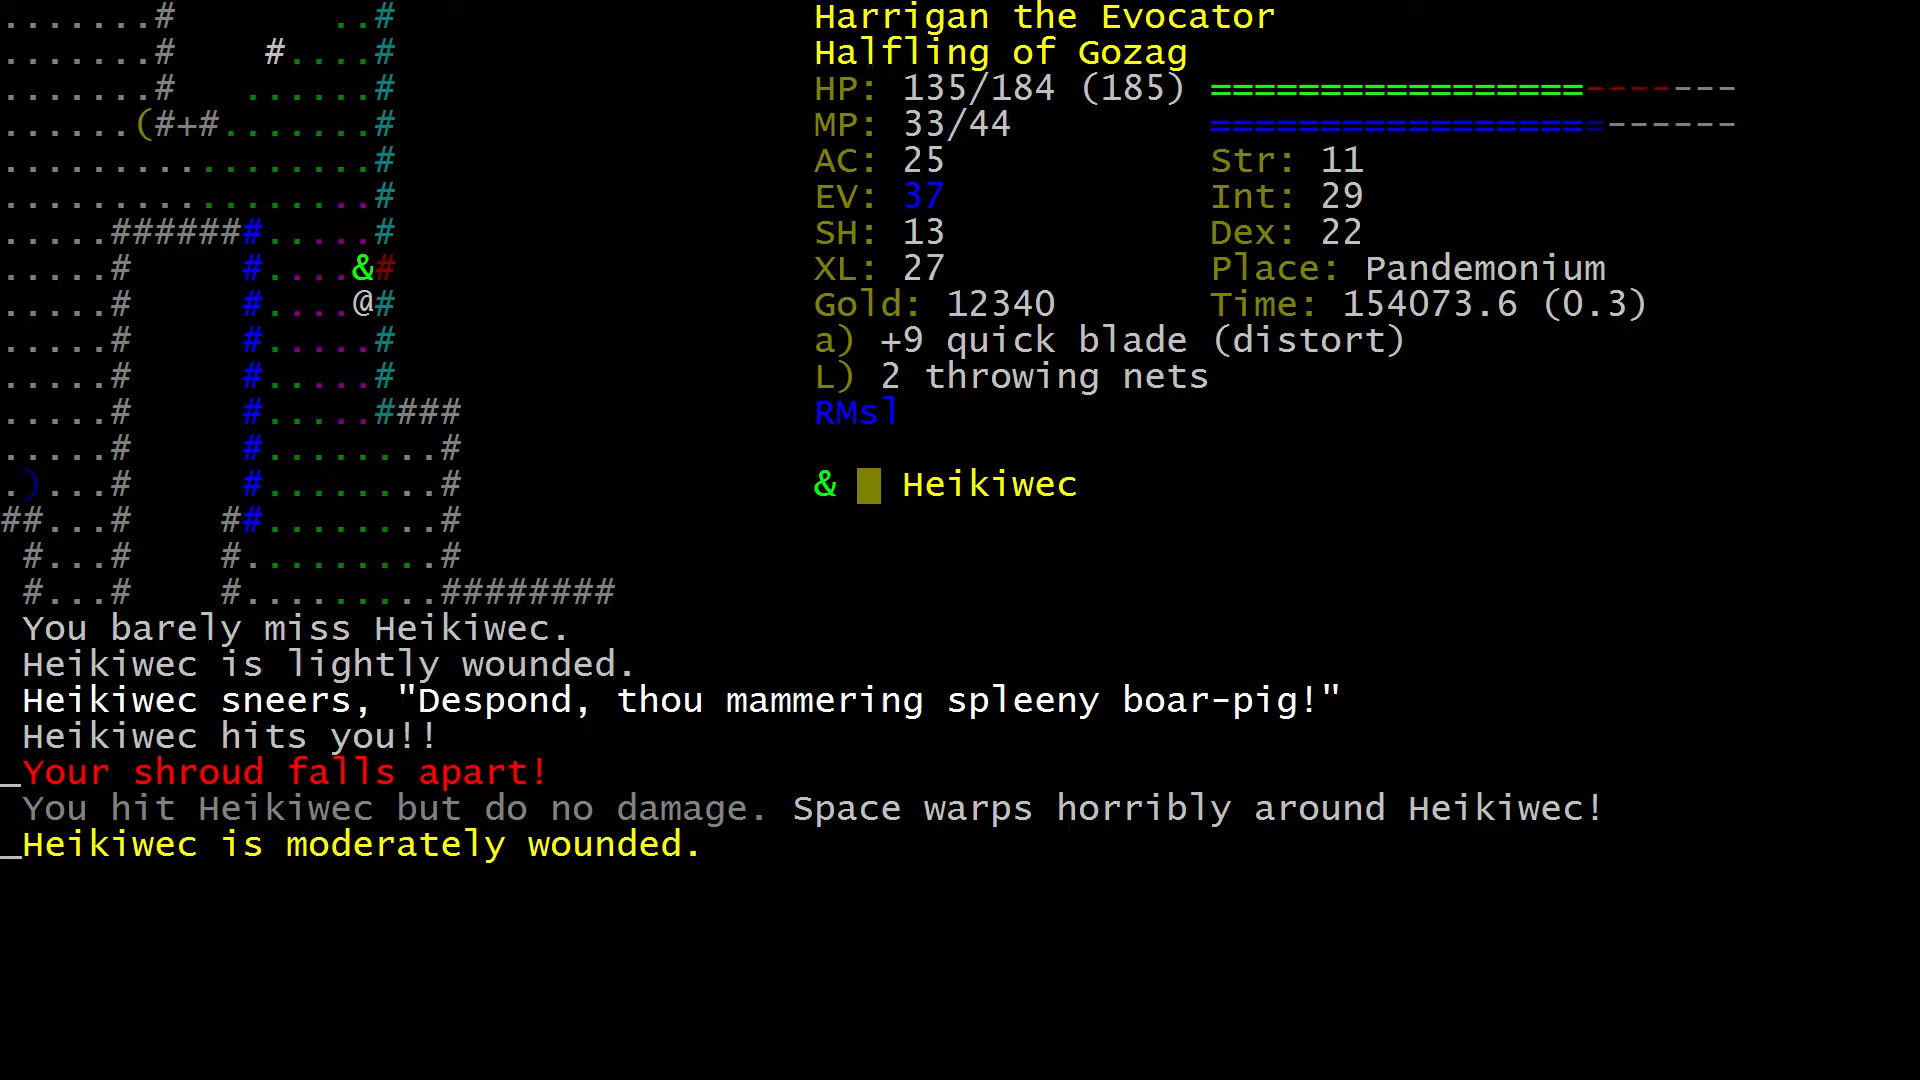 .......#        ..#  Harrigan the Evocator
.......#    #....#  Halfling of Gozag
.......#   ......#  HP: 135/184 (185) =================-------
......(#+#.......#  MP: 33/44 ==================------
.................#  AC: 25 Str: 11
.................#  EV: 37 Int: 29
.....#######.....#  SH: 13 Dex: 22
.....#     #....&#  XL: 27 Place: Pandemonium
.....#     #....@#  Gold: 12340 Time: 154073.6 (0.3)
.....#     #.....#  a) +9 quick blade (distort)
.....#     #.....#  L) 2 throwing nets
.....#     #.....####  RMsl
.....#     #........#
.)...#     #........#  & Heikiwec
##...#    ##........#
 #...#    #.........#
 #...#    #.........########
You barely miss Heikiwec.
Heikiwec is lightly wounded.
Heikiwec sneers, "Despond, thou mammering spleeny boar-pig!"
Heikiwec hits you!!
_Your shroud falls apart!
You hit Heikiwec but do no damage. Space warps horribly around Heikiwec!
_Heikiwec is moderately wounded.